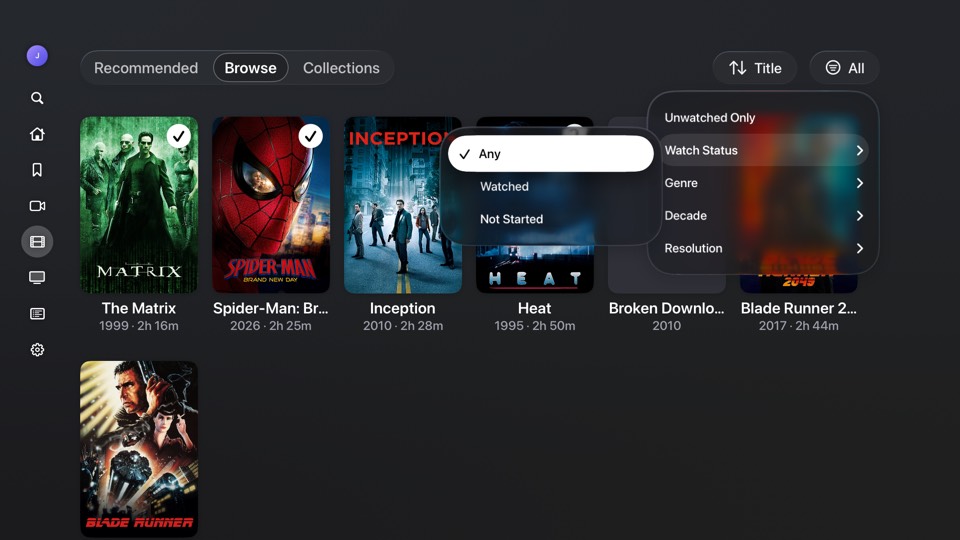 J
Recommended
Browse
Collections
Title
All
Unwatched Only
Watch Status
Genre
Decade
Resolution
Any
Watched
Not Started
THE MATRIX
SPIDER-MAN
BRAND NEW DAY
HEAT
2049
The Matrix
1999 · 2h 16m
Spider-Man: Br...
2026 · 2h 25m
Inception
2010 · 2h 28m
Heat
1995 · 2h 50m
Broken Downlo...
2010
Blade Runner 2...
2017 · 2h 44m
BLADE RUNNER